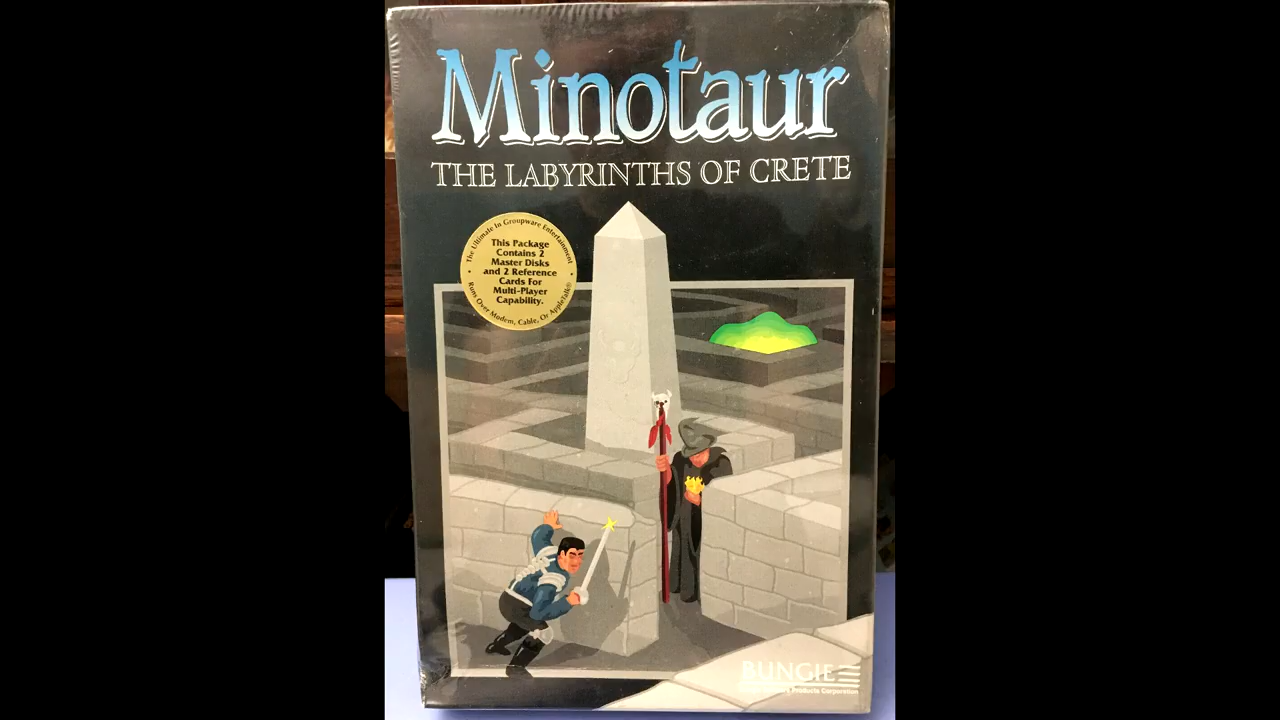 Minotaur
THE LABYRINTHS OF CRETE
The Ultimate In Groupware Entertainment
This Package
Contains 2
Master Disks
and 2 Reference
Cards For
Multi-Player
Capability.
Runs Over Modem, Cable, Or AppleTalk®
BUNGIE
Products Corporation